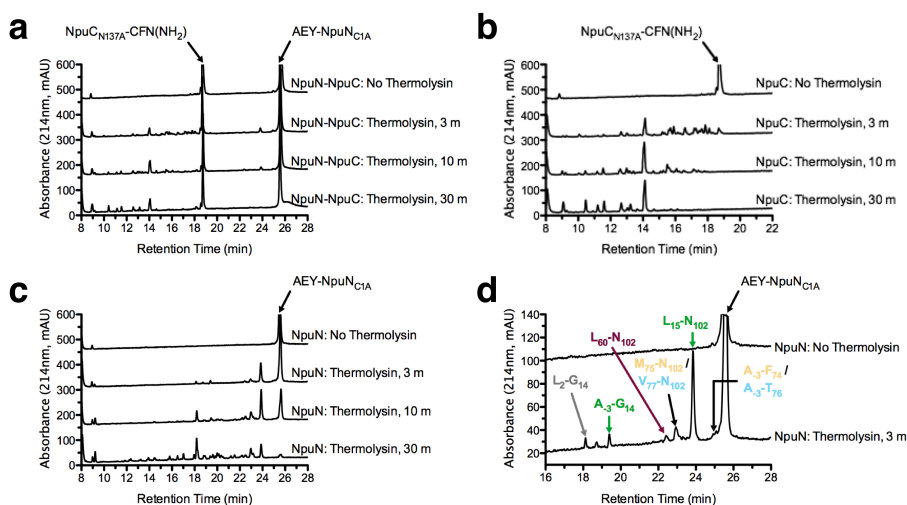 a
NpuC_N137A-CFN(NH2)
AEY-NpuN_C1A
Absorbance (214nm, mAU)
600
500
400
300
200
100
0
NpuN-NpuC: No Thermolysin
NpuN-NpuC: Thermolysin, 3 m
NpuN-NpuC: Thermolysin, 10 m
NpuN-NpuC: Thermolysin, 30 m
8 10 12 14 16 18 20 22 24 26 28
Retention Time (min)
b
NpuC_N137A-CFN(NH2)
Absorbance (214nm, mAU)
600
500
400
300
200
100
0
NpuC: No Thermolysin
NpuC: Thermolysin, 3 m
NpuC: Thermolysin, 10 m
NpuC: Thermolysin, 30 m
8 10 12 14 16 18 20 22
Retention Time (min)
c
AEY-NpuN_C1A
Absorbance (214nm, mAU)
600
500
400
300
200
100
0
NpuN: No Thermolysin
NpuN: Thermolysin, 3 m
NpuN: Thermolysin, 10 m
NpuN: Thermolysin, 30 m
8 10 12 14 16 18 20 22 24 26 28
Retention Time (min)
d
AEY-NpuN_C1A
Absorbance (214nm, mAU)
140
120
100
80
60
40
20
L15-N102
L60-N102
NpuN: No Thermolysin
M75-N102/
V77-N102
A-3-F74/
A-3-T76
L2-G14
A-3-G14
NpuN: Thermolysin, 3 m
16 18 20 22 24 26 28
Retention Time (min)